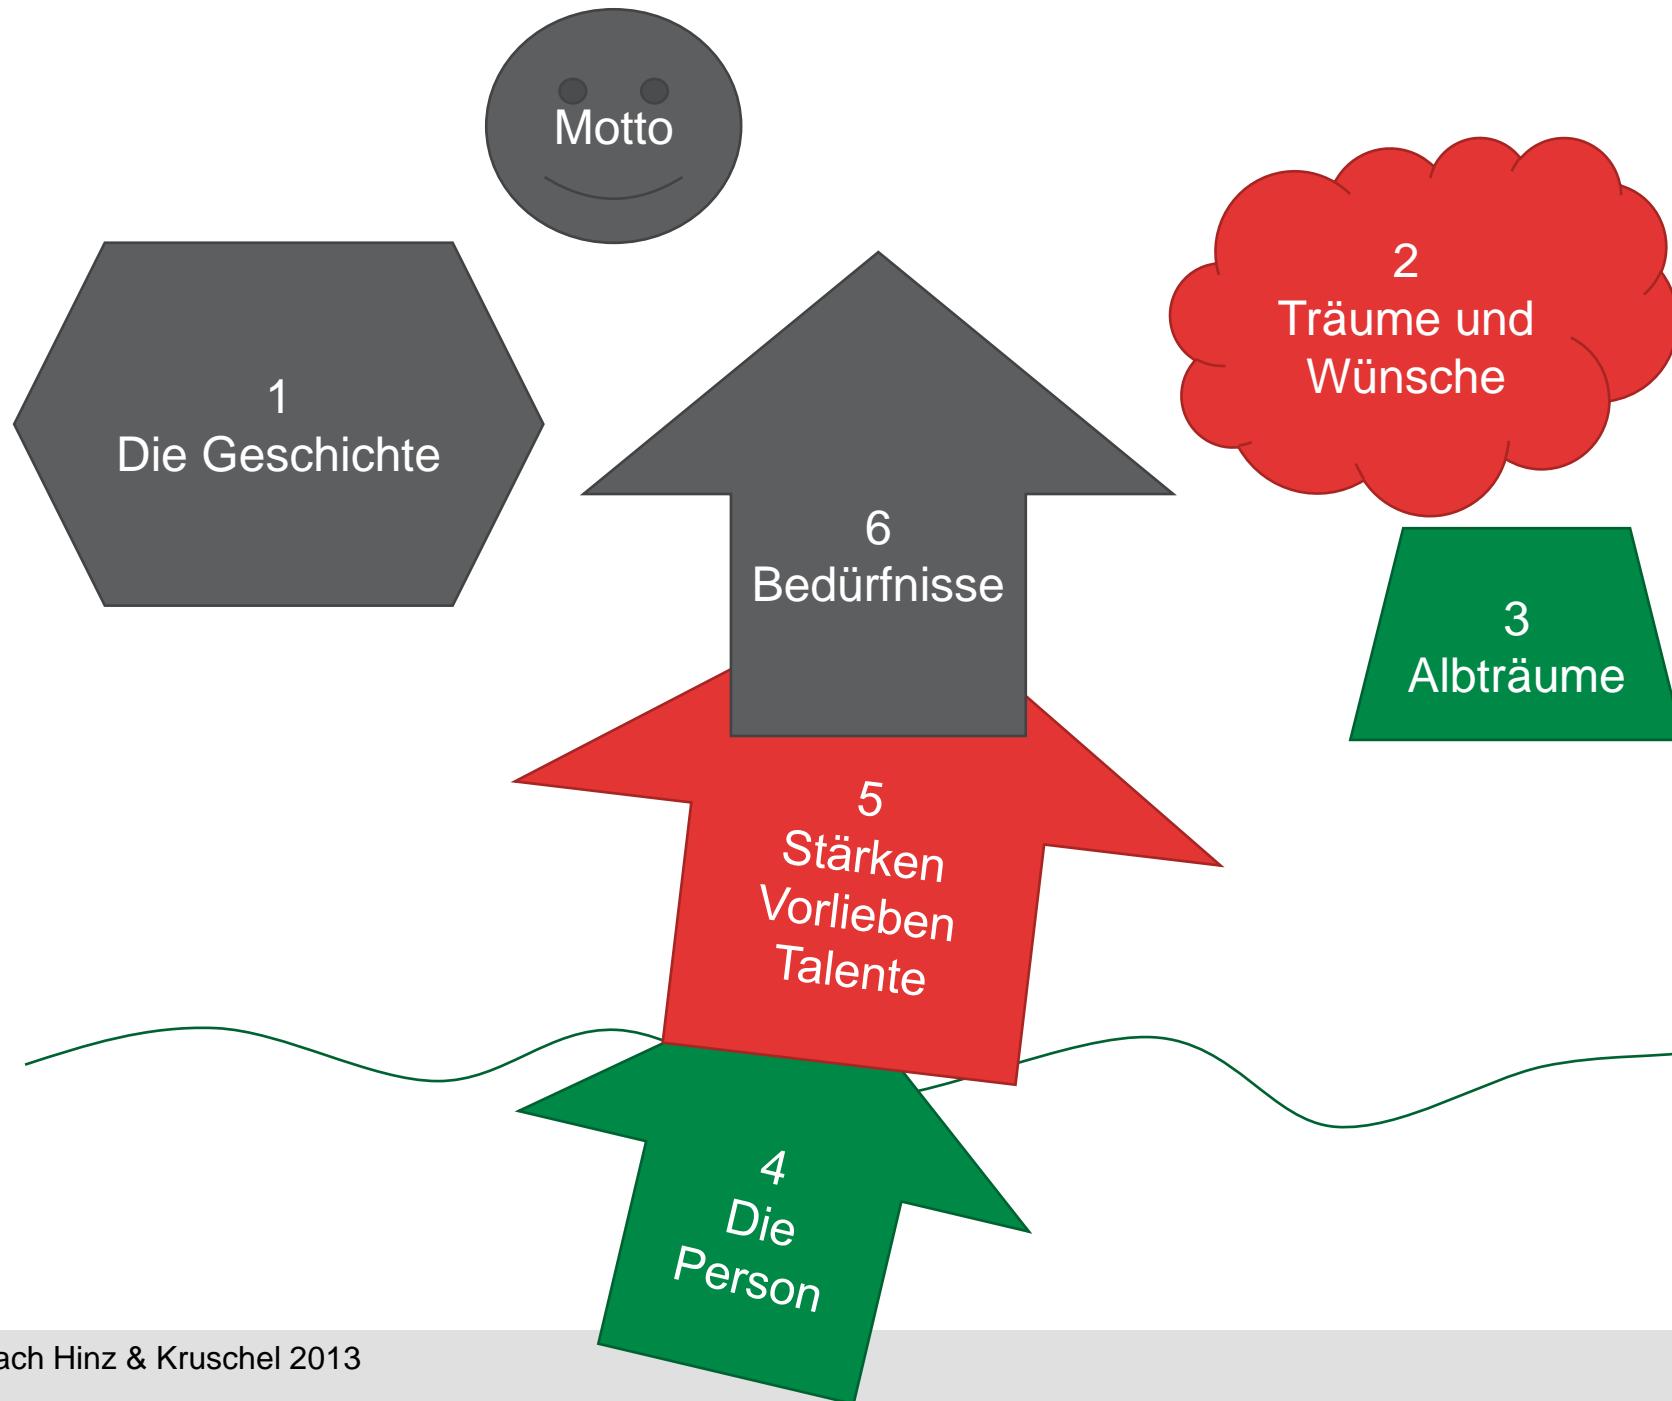 Motto
1
Die Geschichte
2
Träume und
Wünsche
3
Albträume
6
Bedürfnisse
5
Stärken
Vorlieben
Talente
4
Die
Person
Hinz & Kruschel 2013